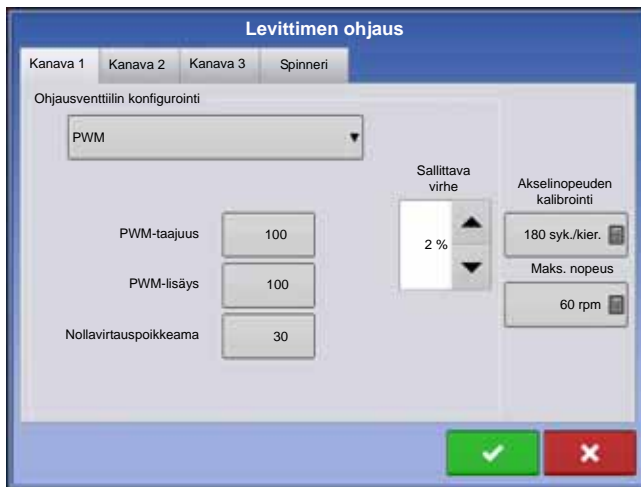 Levittimen ohjaus
Kanava 1
Kanava 2
Kanava 3
Spinneri
Ohjausventtiilin konfigurointi
PWM
Sallittava
virhe
2 %
Akselinopeuden
kalibrointi
180 syk./kier.
Maks. nopeus
60 rpm
PWM-taajuus
100
PWM-lisäys
100
Nollavirtauspoikkeama
30